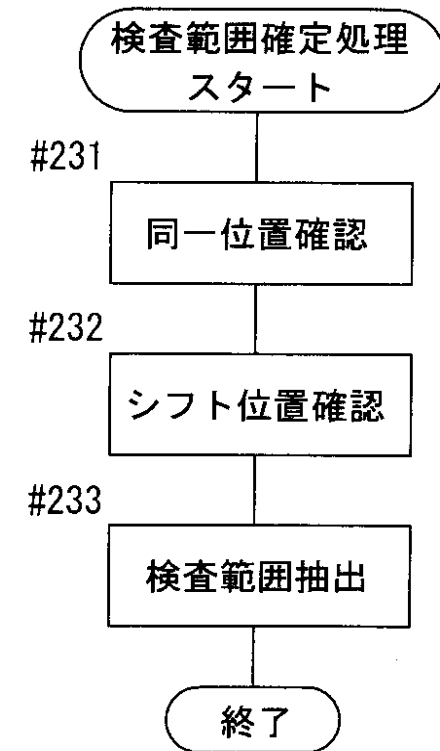 検査範囲確定処理
スタート
#231
同一位置確認
#232
シフト位置確認
#233
検査範囲抽出
終了